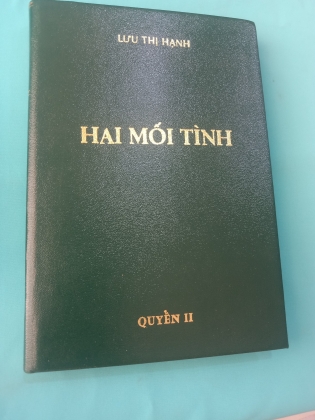 LƯU THỊ HẠNH
HAI MỐI TÌNH
QUYỂN II